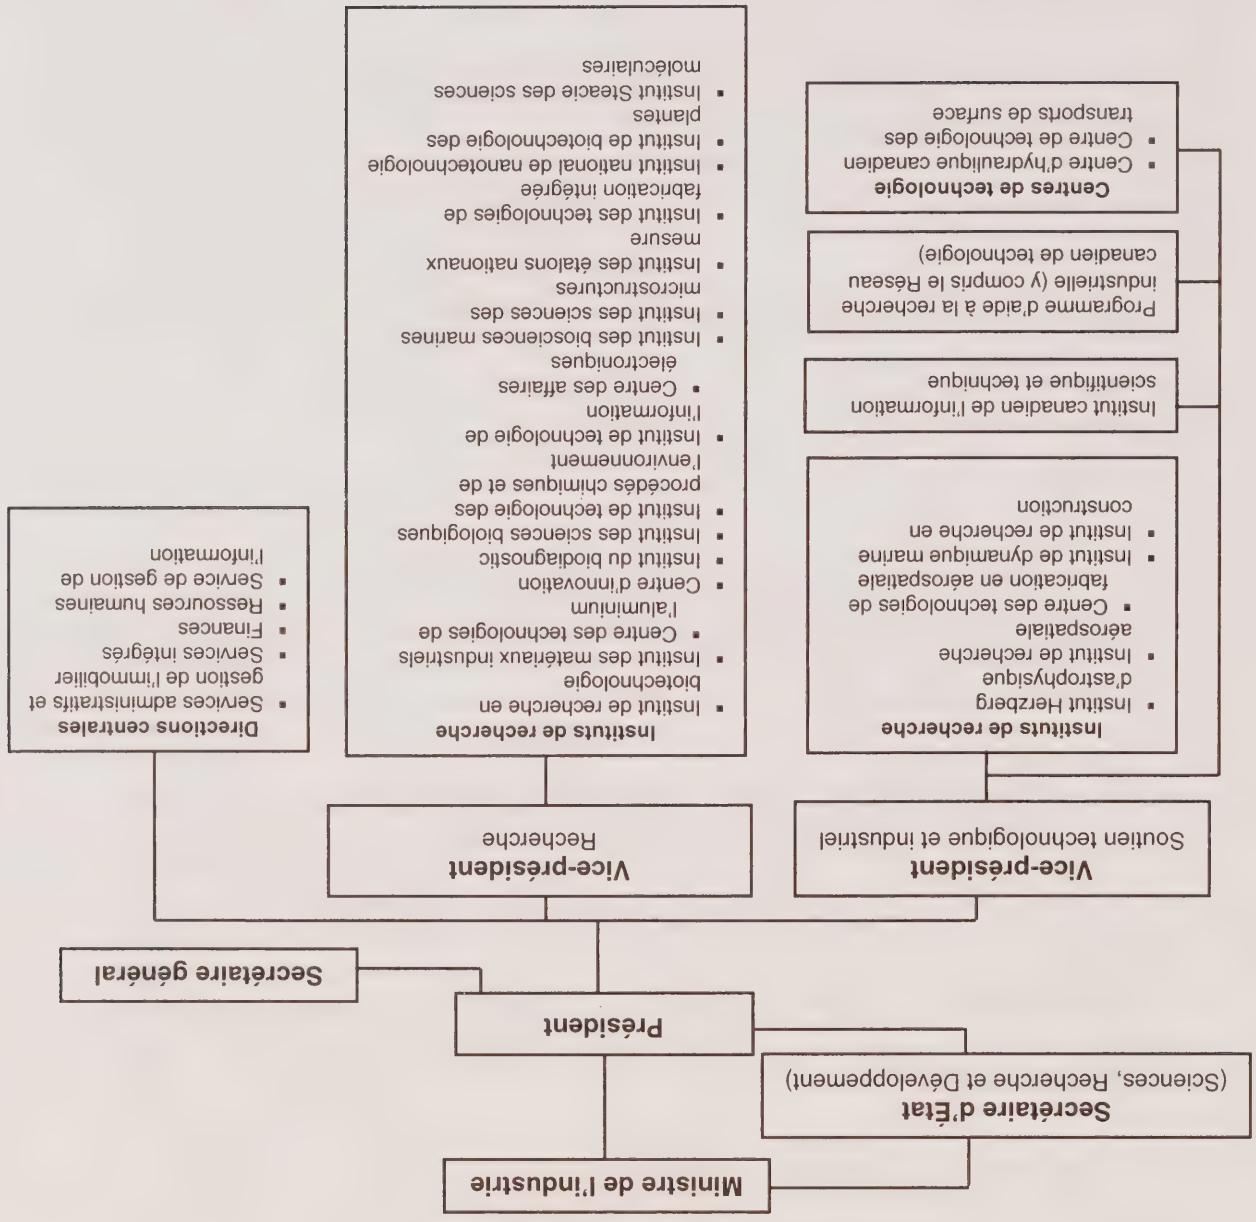 Ministre de l'industrie
Secrétaire d'État
(Sciences, Recherche et Développement)
Président
Secrétaire général
Vice-président
Soutien technologique et industriel
Instituts de recherche
▪ Institut Herzberg
d'astrophysique
▪ Institut de recherche
aérospatiale
▪ Centre des technologies de
fabrication en aérospatiale
▪ Institut de dynamique marine
▪ Institut de recherche en
construction
Institut canadien de l'information
scientifique et technique
Programme d'aide à la recherche
industrielle (y compris le Réseau
canadien de technologie)
Centres de technologie
▪ Centre d'hydraulique canadien
▪ Centre de technologie des
transports de surface
Vice-président
Recherche
Instituts de recherche
▪ Institut de recherche en
biotechnologie
▪ Institut des matériaux industriels
▪ Centre des technologies de
l'aluminium
▪ Centre d'innovation
▪ Institut du biodiagnostic
▪ Institut des sciences biologiques
▪ Institut de technologie des
procédés chimiques et de
l'environnement
▪ Institut de technologie de
l'information
▪ Centre des affaires
électroniques
▪ Institut des biosciences marines
▪ Institut des sciences des
microstructures
▪ Institut des étalons nationaux
mesure
▪ Institut des technologies de
fabrication intégrée
▪ Institut national de nanotechnologie
▪ Institut de biotechnologie des
plantes
▪ Institut Steacie des sciences
moléculaires
Directions centrales
▪ Services administratifs et
gestion de l'immobilier
▪ Services intégrés
▪ Finances
▪ Ressources humaines
▪ Service de gestion de
l'information